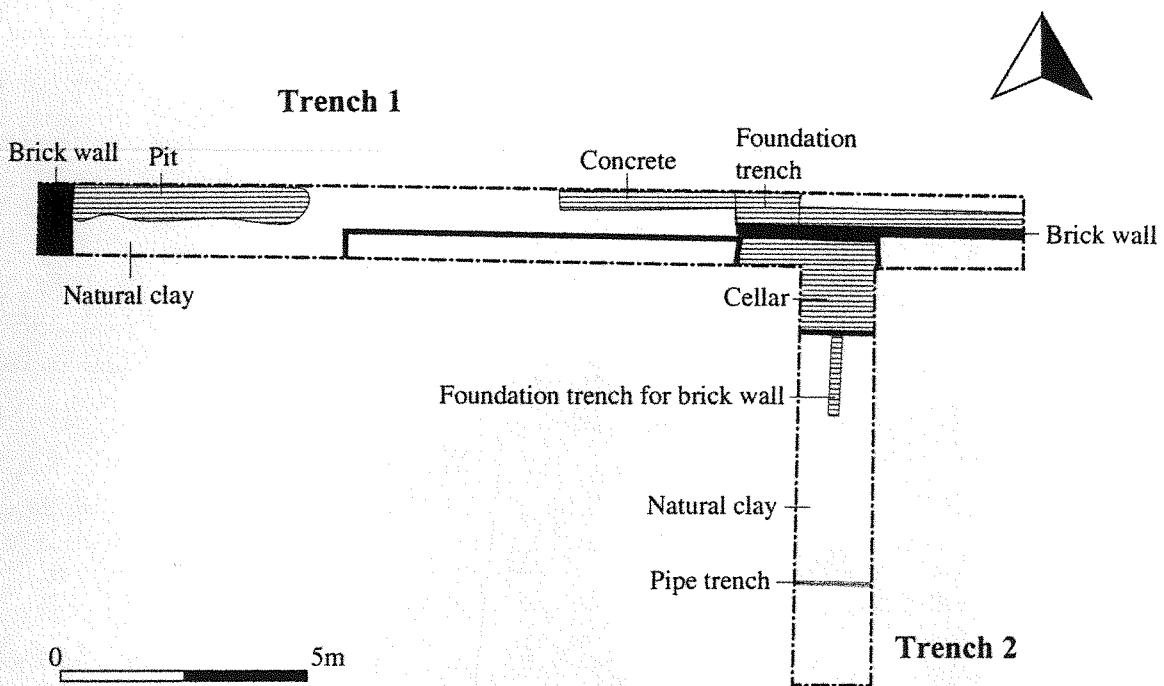 Trench 1
Brick wall
Pit
Concrete
Foundation
trench
Brick wall
Natural clay
Cellar
Foundation trench for brick wall
Natural clay
Pipe trench
0
5m
Trench 2